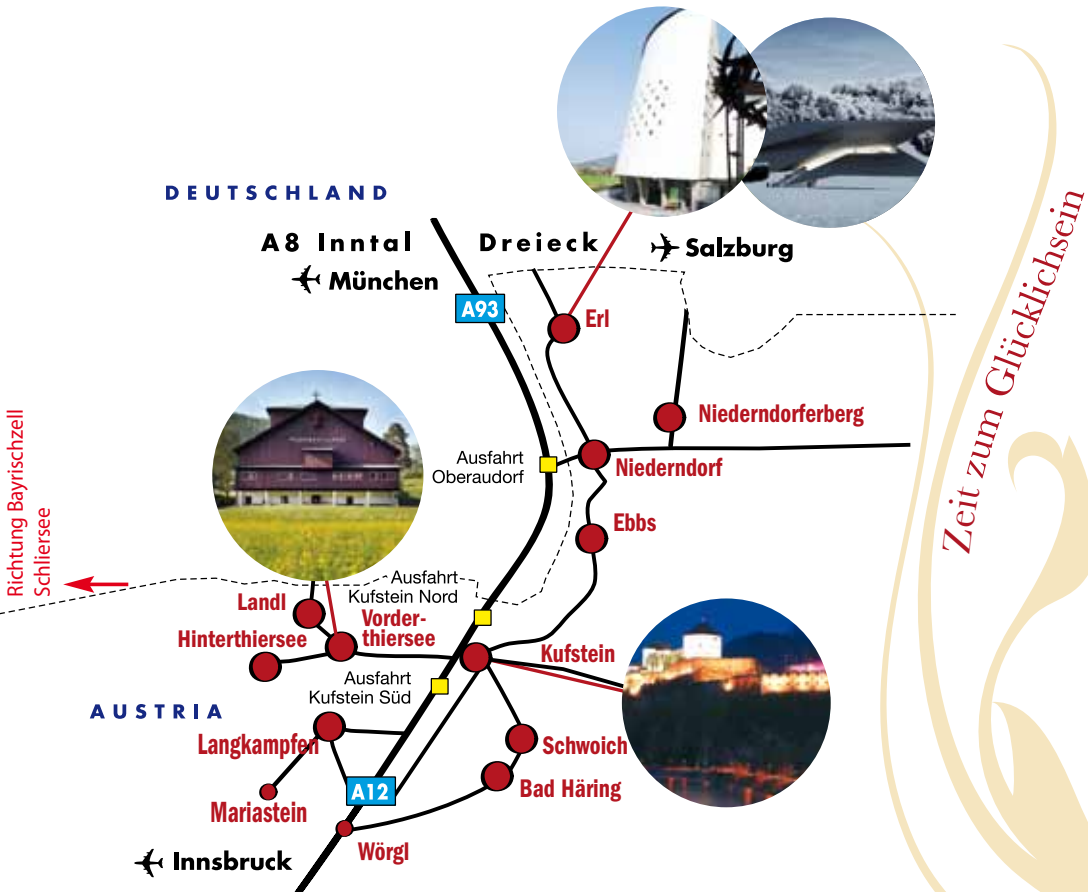 DEUTSCHLAND
A8 Inntal Dreieck
München
Salzburg
A93
Erl
Niederndorferberg
Ausfahrt
Oberaudorf
Niederndorf
Ebbs
Richtung Bayrischzell
Schliersee
Ausfahrt
Kufstein Nord
Landl
Vorder-
thiersee
Hinterthiersee
Kufstein
Ausfahrt
Kufstein Süd
AUSTRIA
Langkampfen
Schwoich
Bad Häring
A12
Mariastein
Wörgl
Innsbruck
Zeit zum Glücklichsein